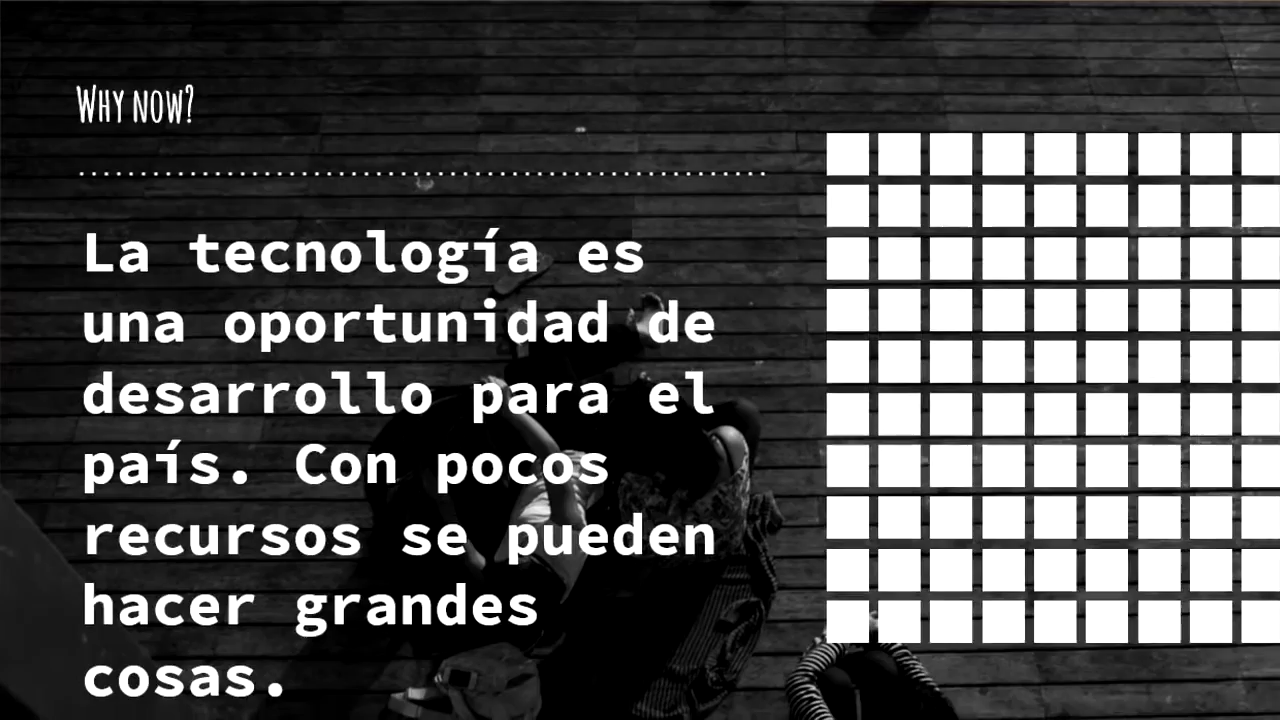 Why now?
La tecnología es
una oportunidad de
desarrollo para el
país. Con pocos
recursos se pueden
hacer grandes
cosas.